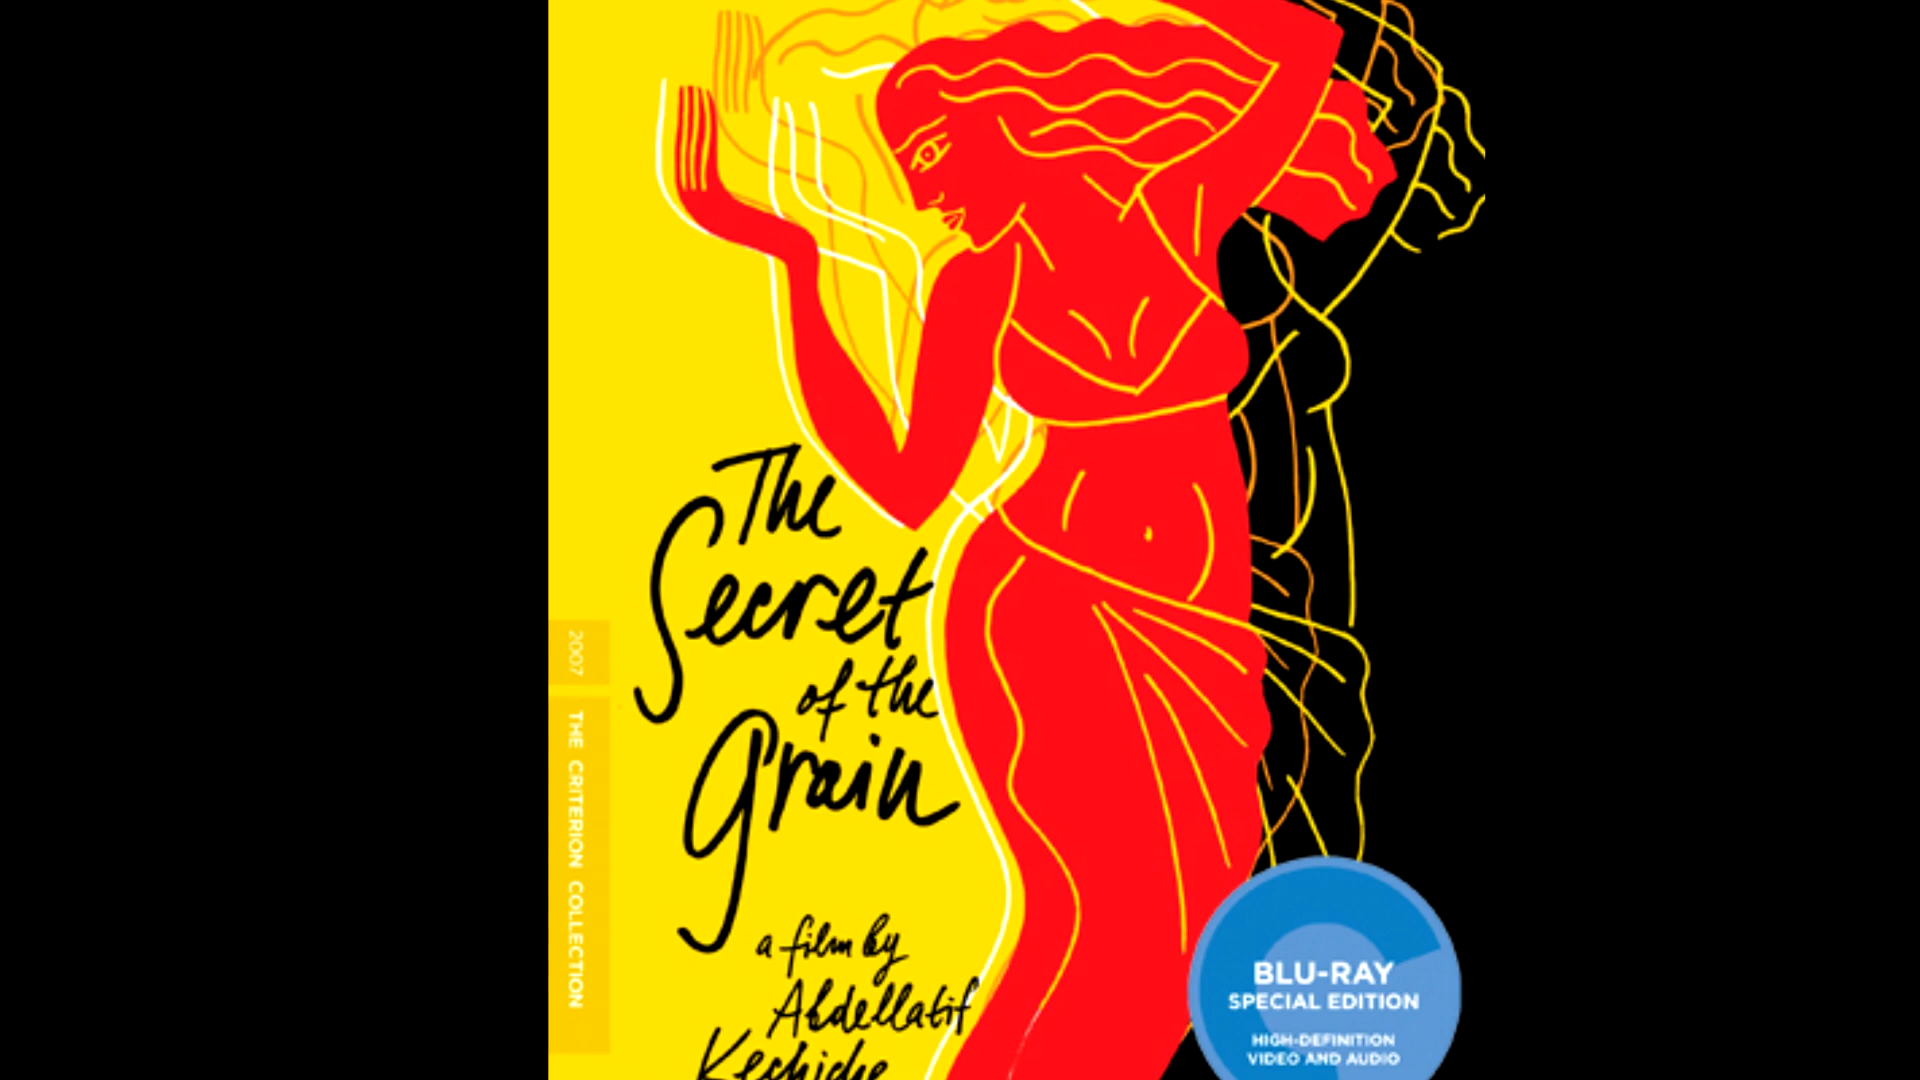 The
Secret
of the
Grain
a film by
Abdellatif
Kechiche
2007
THE CRITERION COLLECTION
BLU-RAY
SPECIAL EDITION
HIGH-DEFINITION
VIDEO AND AUDIO